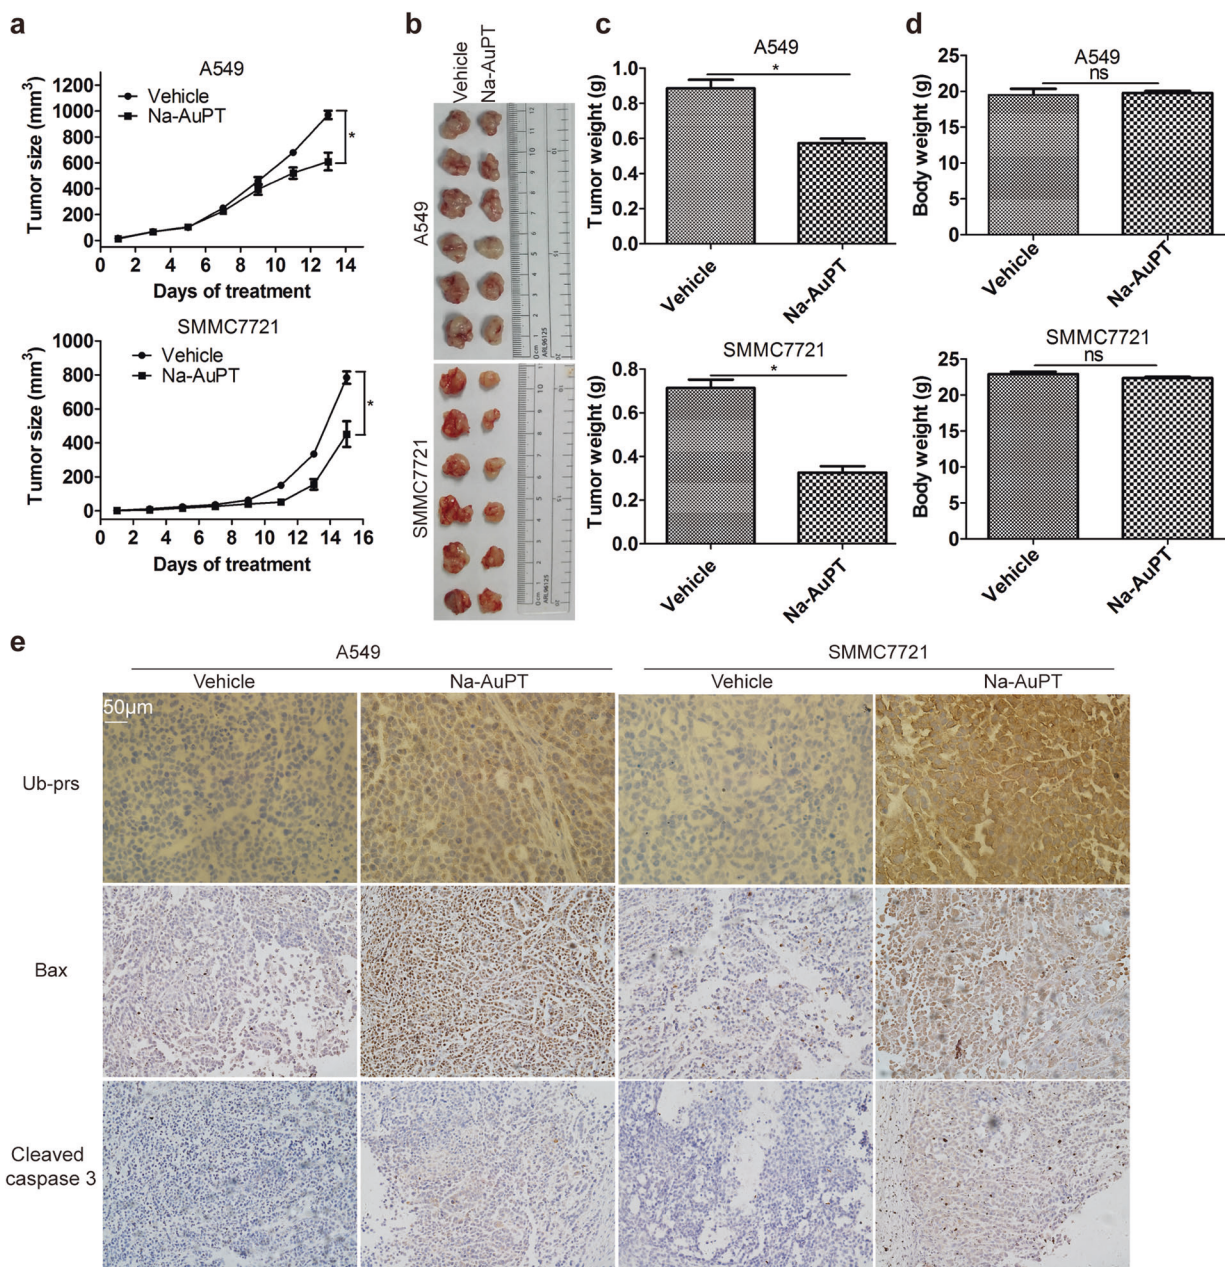 a
A549
Tumor size (mm³)
1200
1000
800
600
400
200
0
Vehicle
Na-AuPT
*
0 2 4 6 8 10 12 14
Days of treatment
SMMC7721
Tumor size (mm³)
1000
800
600
400
200
0
Vehicle
Na-AuPT
*
0 2 4 6 8 10 12 14 16
Days of treatment
b
Vehicle
Na-AuPT
A549
SMMC7721
ARL96125
ARL96125
c
A549
*
Tumor weight (g)
1.0
0.8
0.6
0.4
0.2
0.0
Vehicle
Na-AuPT
SMMC7721
*
Tumor weight (g)
0.8
0.6
0.4
0.2
0.0
Vehicle
Na-AuPT
d
A549
ns
Body weight (g)
25
20
15
10
5
0
Vehicle
Na-AuPT
SMMC7721
ns
Body weight (g)
25
20
15
10
5
0
Vehicle
Na-AuPT
e
A549 SMMC7721
Vehicle Na-AuPT Vehicle Na-AuPT
50µm
Ub-prs
Bax
Cleaved
caspase 3